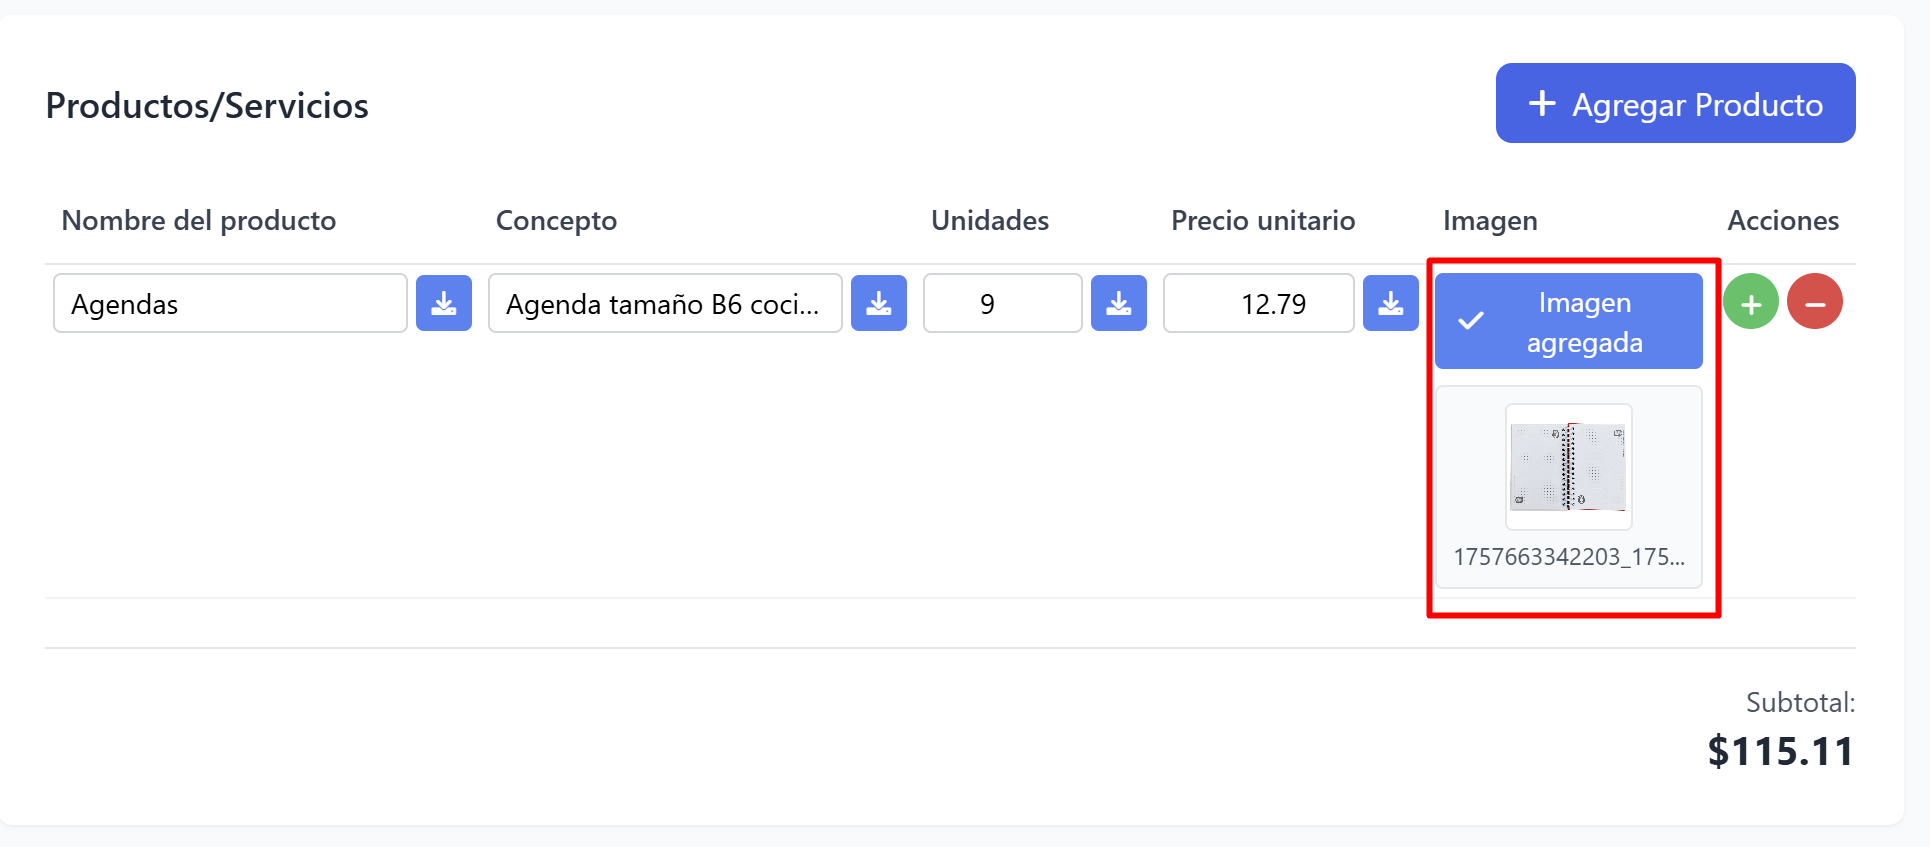 Productos/Servicios
+ Agregar Producto
Nombre del producto Concepto Unidades Precio unitario Imagen Acciones
Agendas Agenda tamaño B6 coci... 9 12.79 Imagen
agregada
1757663342203_175...
Subtotal:
$115.11